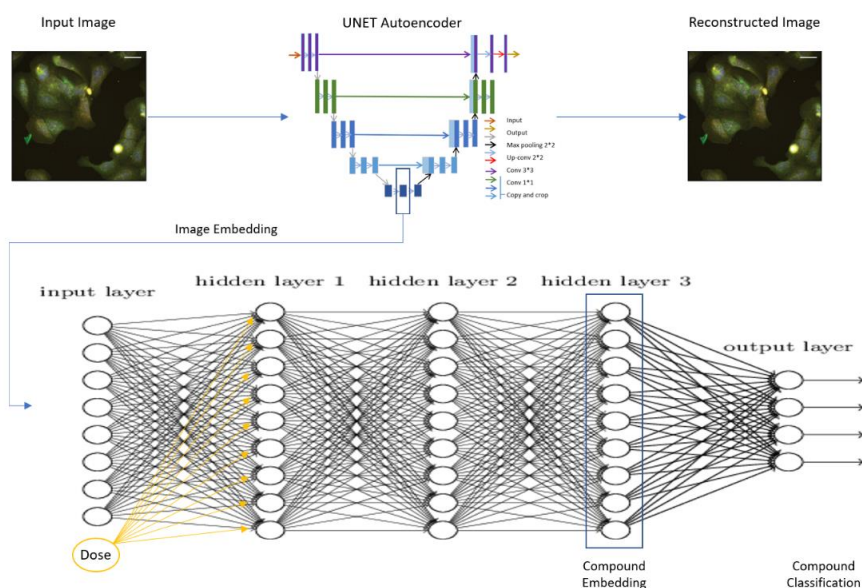 Input Image
UNET Autoencoder
Reconstructed Image
Input
Output
Max pooling 2*2
Up-conv 2*2
Conv 3*3
Conv 1*1
Copy and crop
Image Embedding
input layer
hidden layer 1
hidden layer 2
hidden layer 3
output layer
Dose
Compound
Embedding
Compound
Classification